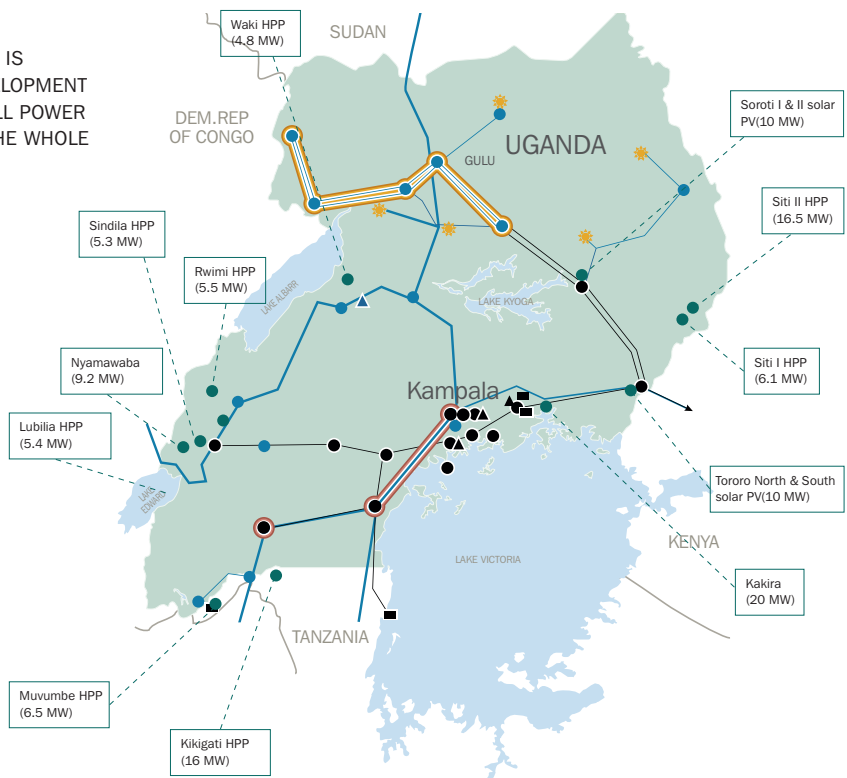 IS
LOPMENT
LL POWER
HE WHOLE
Waki HPP
(4.8 MW)
SUDAN
DEM.REP
OF CONGO
UGANDA
GULU
Soroti I & II solar
PV(10 MW)
Siti II HPP
(16.5 MW)
Sindila HPP
(5.3 MW)
Rwimi HPP
(5.5 MW)
LAKE ALBARR
LAKE KYOGA
Nyamawaba
(9.2 MW)
Siti I HPP
(6.1 MW)
Kampala
Lubilia HPP
(5.4 MW)
LAKE
EDWARD
Tororo North & South
solar PV(10 MW)
KENYA
LAKE VICTORIA
Kakira
(20 MW)
TANZANIA
Muvumbe HPP
(6.5 MW)
Kikigati HPP
(16 MW)